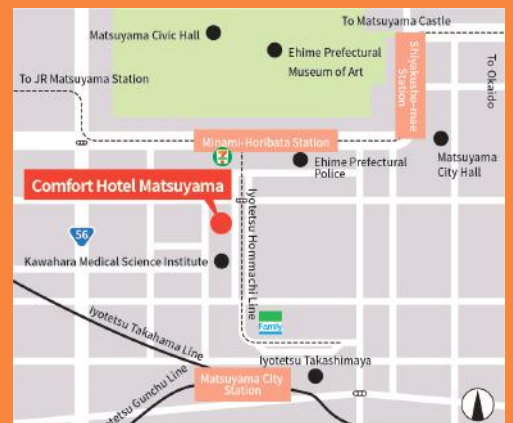 To Matsuyama Castle
Matsuyama Civic Hall
Ehime Prefectural
Museum of Art
Shiyakusho-mae
Station
To Okaido
To JR Matsuyama Station
Minami-Horibata Station
7
Ehime Prefectural
Police
Matsuyama
City Hall
Comfort Hotel Matsuyama
56
Iyotetsu Hommachi Line
Kawahara Medical Science Institute
Iyotetsu Takahama Line
Family
Iyotetsu Takashimaya
Matsuyama City
Station
etsu Gunchu Line